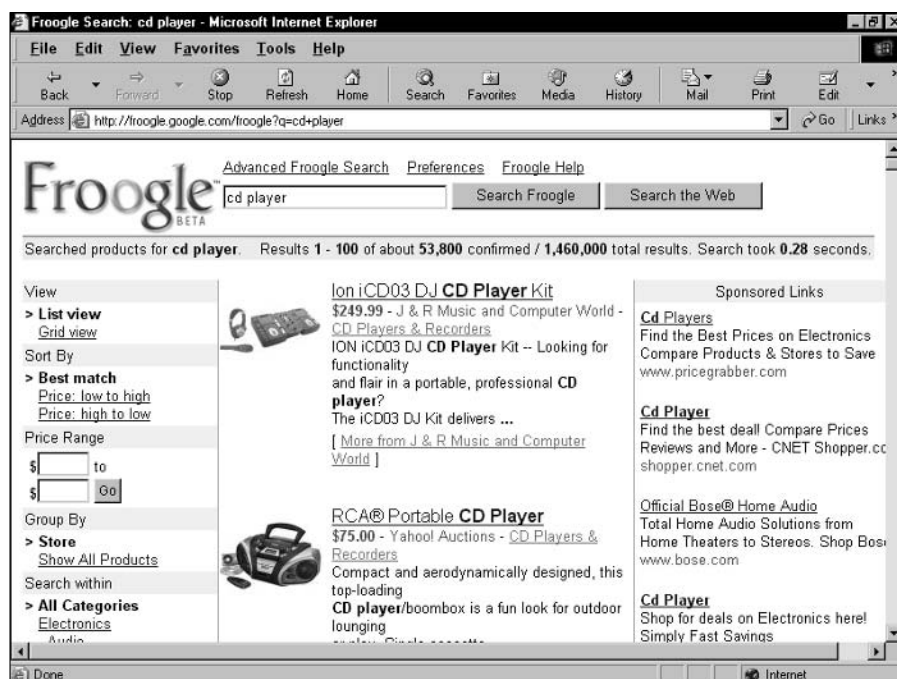 Froogle Search: cd player - Microsoft Internet Explorer
File Edit View Favorites Tools Help
Back Forward Stop Refresh Home Search Favorites Media History Mail Print Edit
Address http://froogle.google.com/froogle?q=cd+player Go Links
Froogle™ BETA
Advanced Froogle Search Preferences Froogle Help
cd player Search Froogle Search the Web
Searched products for cd player. Results 1 - 100 of about 53,800 confirmed / 1,460,000 total results. Search took 0.28 seconds.
View
> List view
Grid view
Sort By
> Best match
Price: low to high
Price: high to low
Price Range
$ to
$ Go
Group By
> Store
Show All Products
Search within
> All Categories
Electronics
Audio
Ion iCD03 DJ CD Player Kit
$249.99 - J & R Music and Computer World -
CD Players & Recorders
ION iCD03 DJ CD Player Kit -- Looking for
functionality
and flair in a portable, professional CD
player?
The iCD03 DJ Kit delivers ...
[ More from J & R Music and Computer
World ]
RCA® Portable CD Player
$75.00 - Yahoo! Auctions - CD Players &
Recorders
Compact and aerodynamically designed, this
top-loading
CD player/boombox is a fun look for outdoor
lounging
or play. Single cassette
Sponsored Links
Cd Players
Find the Best Prices on Electronics
Compare Products & Stores to Save
www.pricegrabber.com
Cd Player
Find the best deal! Compare Prices
Reviews and More - CNET Shopper.cc
shopper.cnet.com
Official Bose® Home Audio
Total Home Audio Solutions from
Home Theaters to Stereos. Shop Bose
www.bose.com
Cd Player
Shop for deals on Electronics here!
Simply Fast Savings
Done Internet